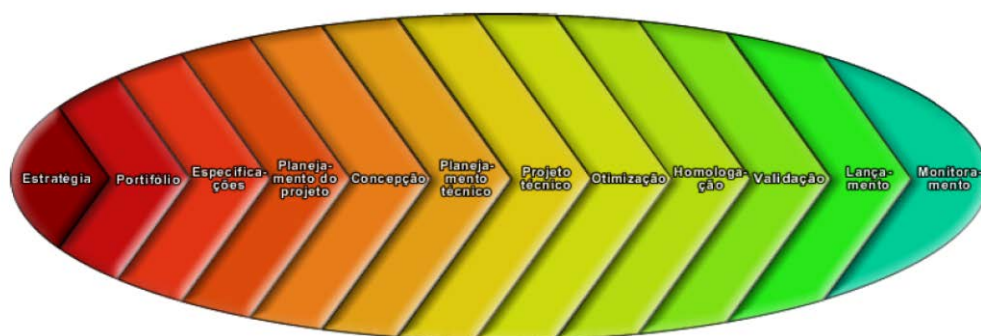 Estratégia
Portifólio
Especifica-
ções
Planeja-
mento do
projeto
Concepção
Planeja-
mento
técnico
Projeto
técnico
Otimização
Homologa-
ção
Validação
Lança-
mento
Monitora-
mento